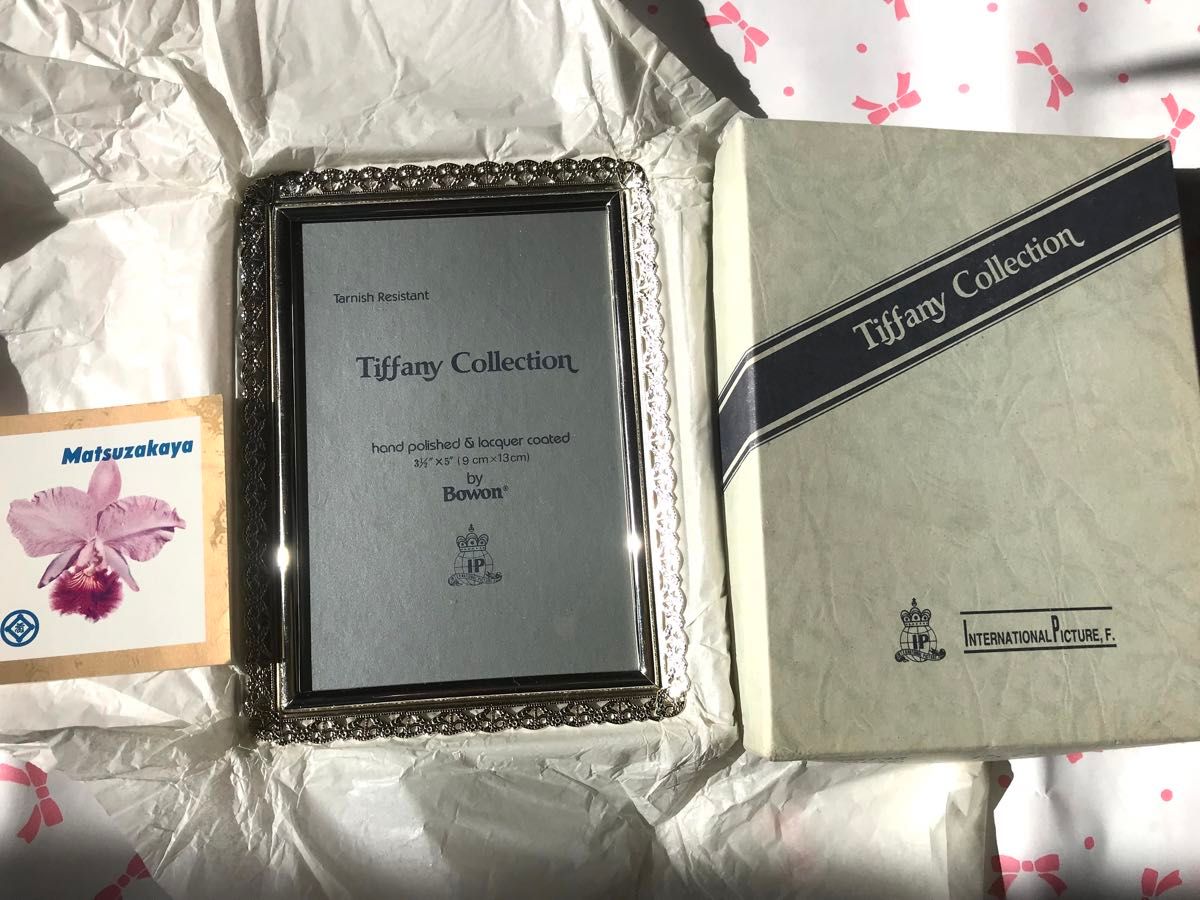 Matsuzakaya
Tarnish Resistant
Tiffany Collection
hand polished & lacquer coated
3½" × 5" (9 cm × 13 cm)
by
Bowon®
IP
Tiffany Collection
IP
INTERNATIONAL PICTURE, F.